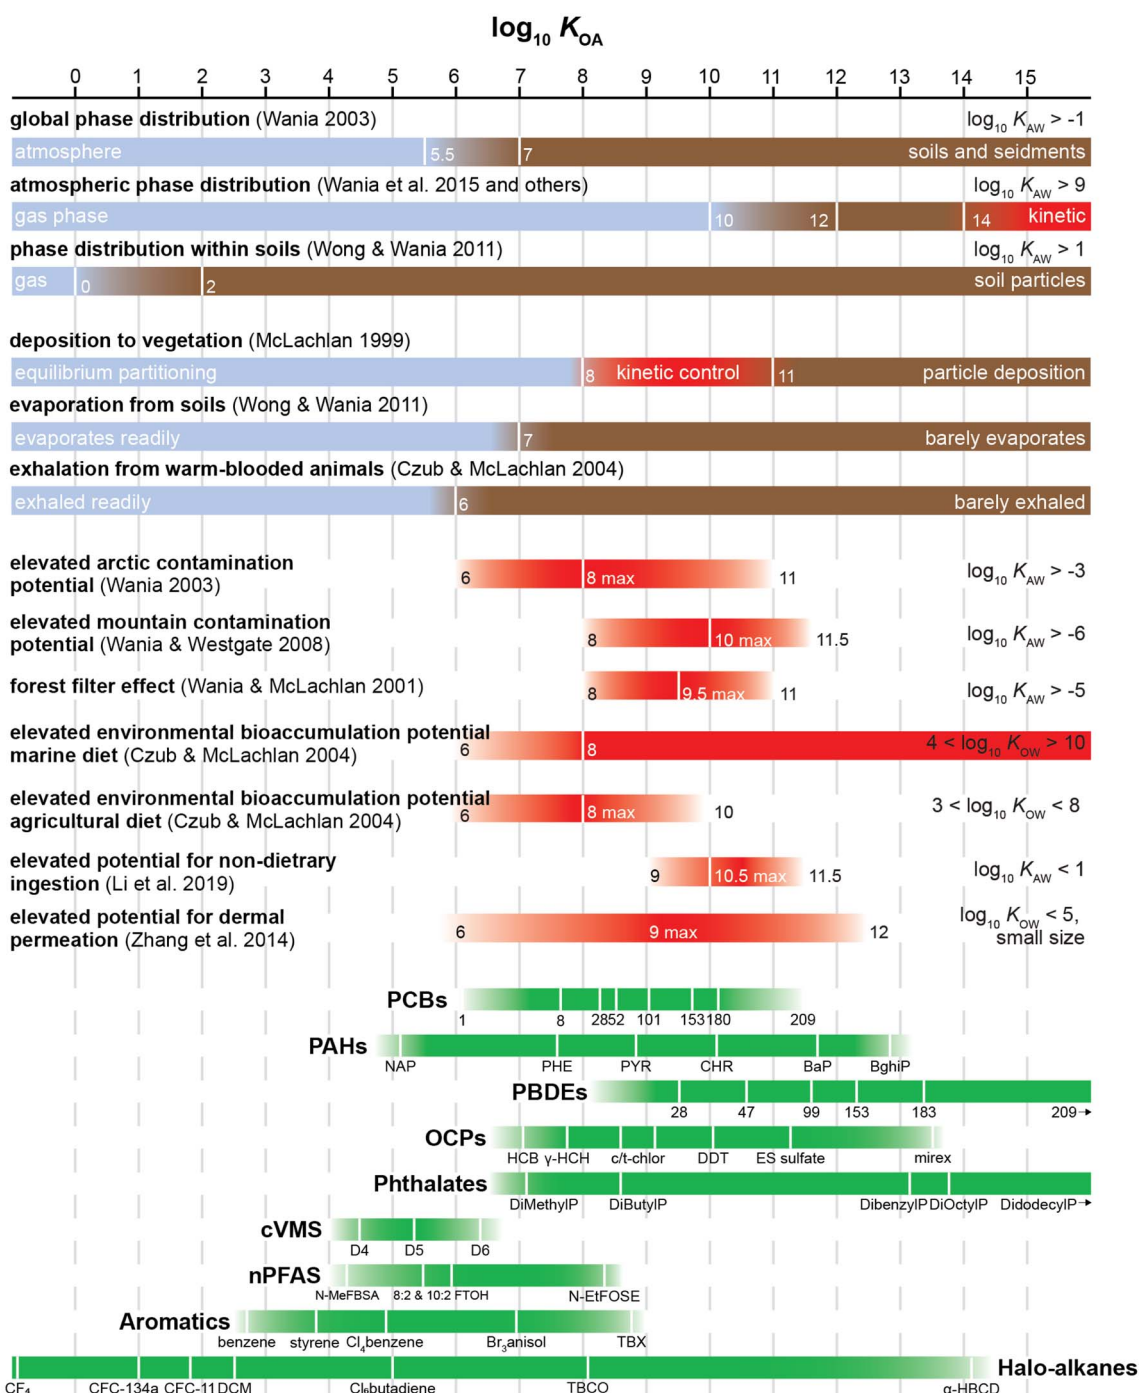 log10 KOA
0 1 2 3 4 5 6 7 8 9 10 11 12 13 14 15
global phase distribution (Wania 2003) log10 KAW > -1
atmosphere 5.5 7 soils and seidments
atmospheric phase distribution (Wania et al. 2015 and others) log10 KAW > 9
gas phase 10 12 14 kinetic
phase distribution within soils (Wong & Wania 2011) log10 KAW > 1
gas 0 2 soil particles
deposition to vegetation (McLachlan 1999)
equilibrium partitioning 8 kinetic control 11 particle deposition
evaporation from soils (Wong & Wania 2011)
evaporates readily 7 barely evaporates
exhalation from warm-blooded animals (Czub & McLachlan 2004)
exhaled readily 6 barely exhaled
elevated arctic contamination
potential (Wania 2003) 6 8 max 11 log10 KAW > -3
elevated mountain contamination
potential (Wania & Westgate 2008) 8 10 max 11.5 log10 KAW > -6
forest filter effect (Wania & McLachlan 2001) 8 9.5 max 11 log10 KAW > -5
elevated environmental bioaccumulation potential
marine diet (Czub & McLachlan 2004) 6 8 4 < log10 KOW > 10
elevated environmental bioaccumulation potential
agricultural diet (Czub & McLachlan 2004) 6 8 max 10 3 < log10 KOW < 8
elevated potential for non-dietrary
ingestion (Li et al. 2019) 9 10.5 max 11.5 log10 KAW < 1
elevated potential for dermal log10 KOW < 5,
permeation (Zhang et al. 2014) 6 9 max 12 small size
PCBs
1 8 28 52 101 153 180 209
PAHs
NAP PHE PYR CHR BaP BghiP
PBDEs
28 47 99 153 183 209→
OCPs
HCB γ-HCH c/t-chlor DDT ES sulfate mirex
Phthalates
DiMethylP DiButylP DibenzylP DiOctylP DidodecylP→
cVMS
D4 D5 D6
nPFAS
N-MeFBSA 8:2 & 10:2 FTOH N-EtFOSE
Aromatics
benzene styrene Cl4benzene Br3anisol TBX
Halo-alkanes
CF4 CFC-134a CFC-11 DCM Cl6butadiene TBCO α-HBCD